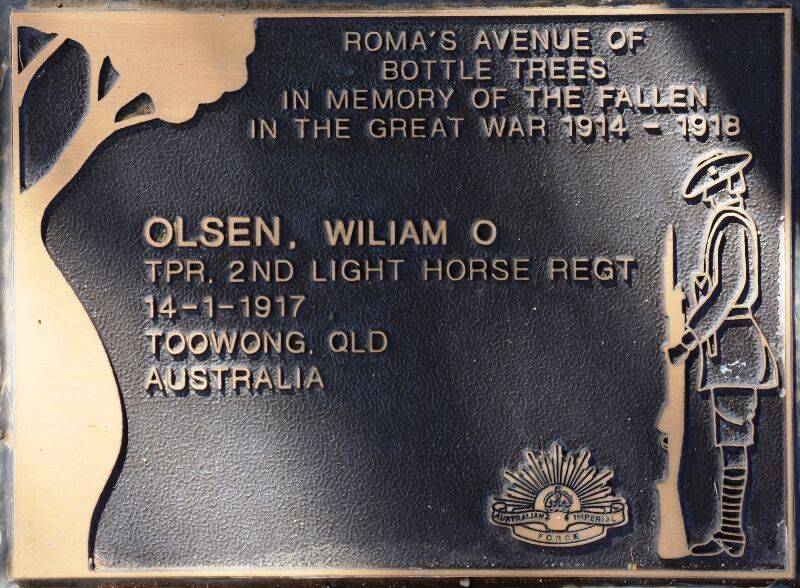 ROMA'S AVENUE OF
BOTTLE TREES
IN MEMORY OF THE FALLEN
IN THE GREAT WAR 1914 - 1918
OLSEN, WILIAM O
TPR. 2ND LIGHT HORSE REGT
14-1-1917
TOOWONG, QLD
AUSTRALIA
AUSTRALIAN IMPERIAL
FORCE